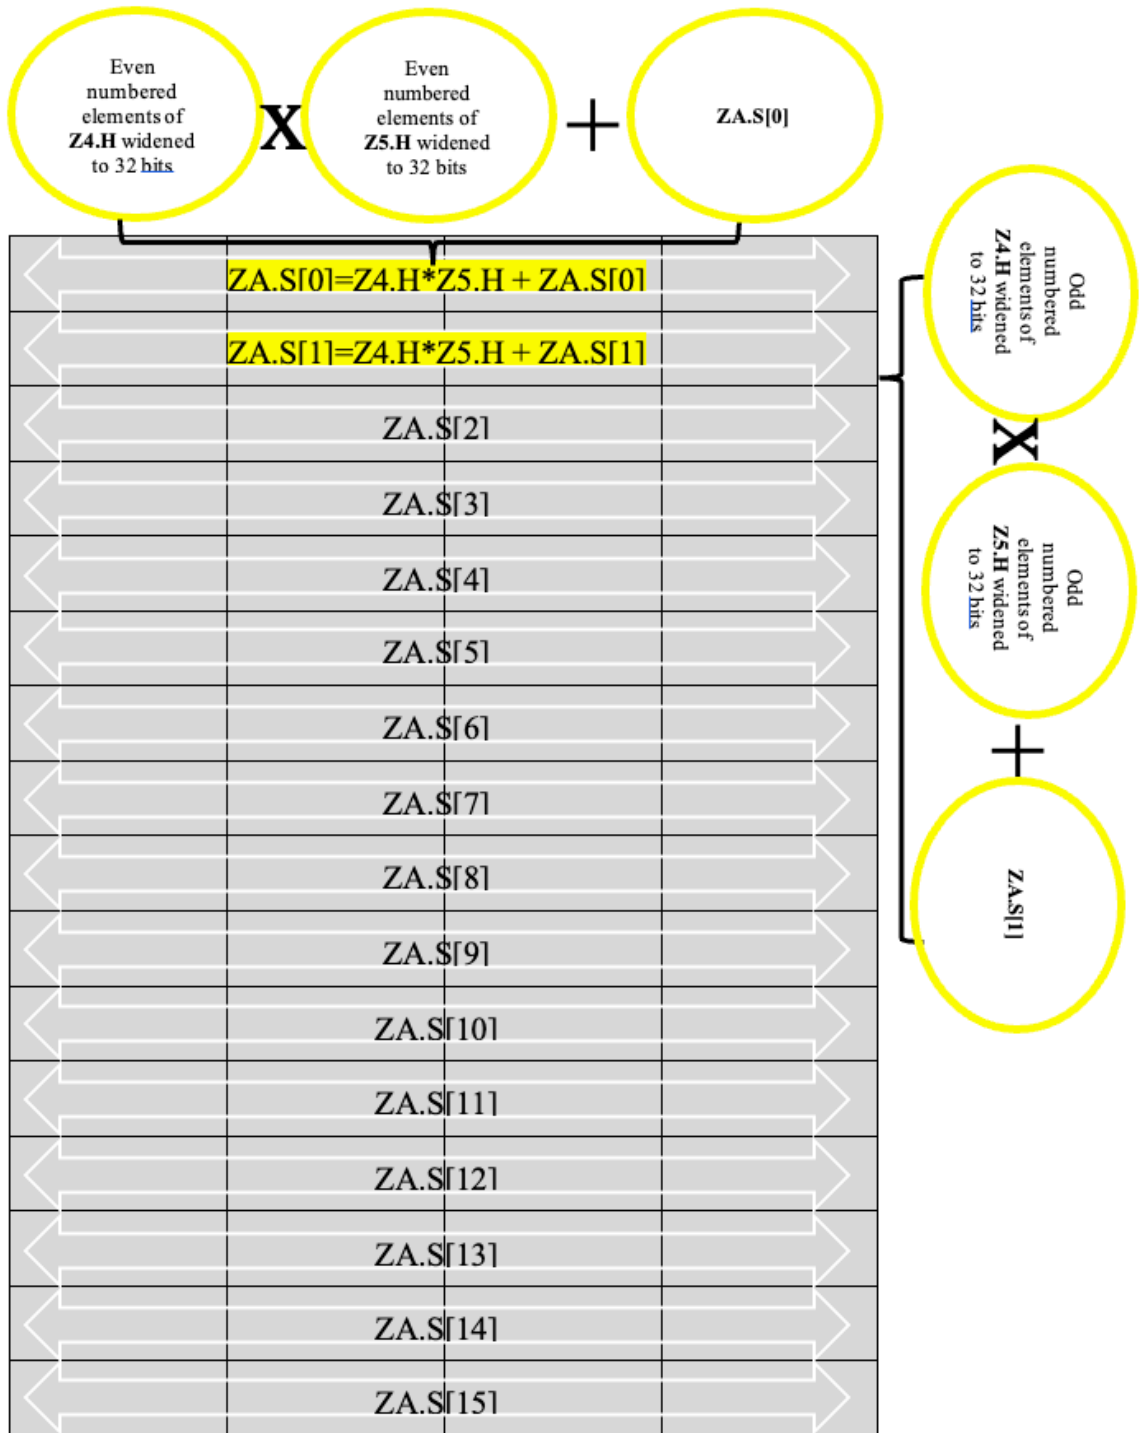 Even
numbered
elements of
Z4.H widened
to 32 bits
X
Even
numbered
elements of
Z5.H widened
to 32 bits
+
ZA.S[0]
ZA.S[0]=Z4.H*Z5.H + ZA.S[0]
ZA.S[1]=Z4.H*Z5.H + ZA.S[1]
ZA.S[2]
ZA.S[3]
ZA.S[4]
ZA.S[5]
ZA.S[6]
ZA.S[7]
ZA.S[8]
ZA.S[9]
ZA.S[10]
ZA.S[11]
ZA.S[12]
ZA.S[13]
ZA.S[14]
ZA.S[15]
Odd
numbered
elements of
Z4.H widened
to 32 bits
X
Odd
numbered
elements of
Z5.H widened
to 32 bits
+
ZA.S[1]